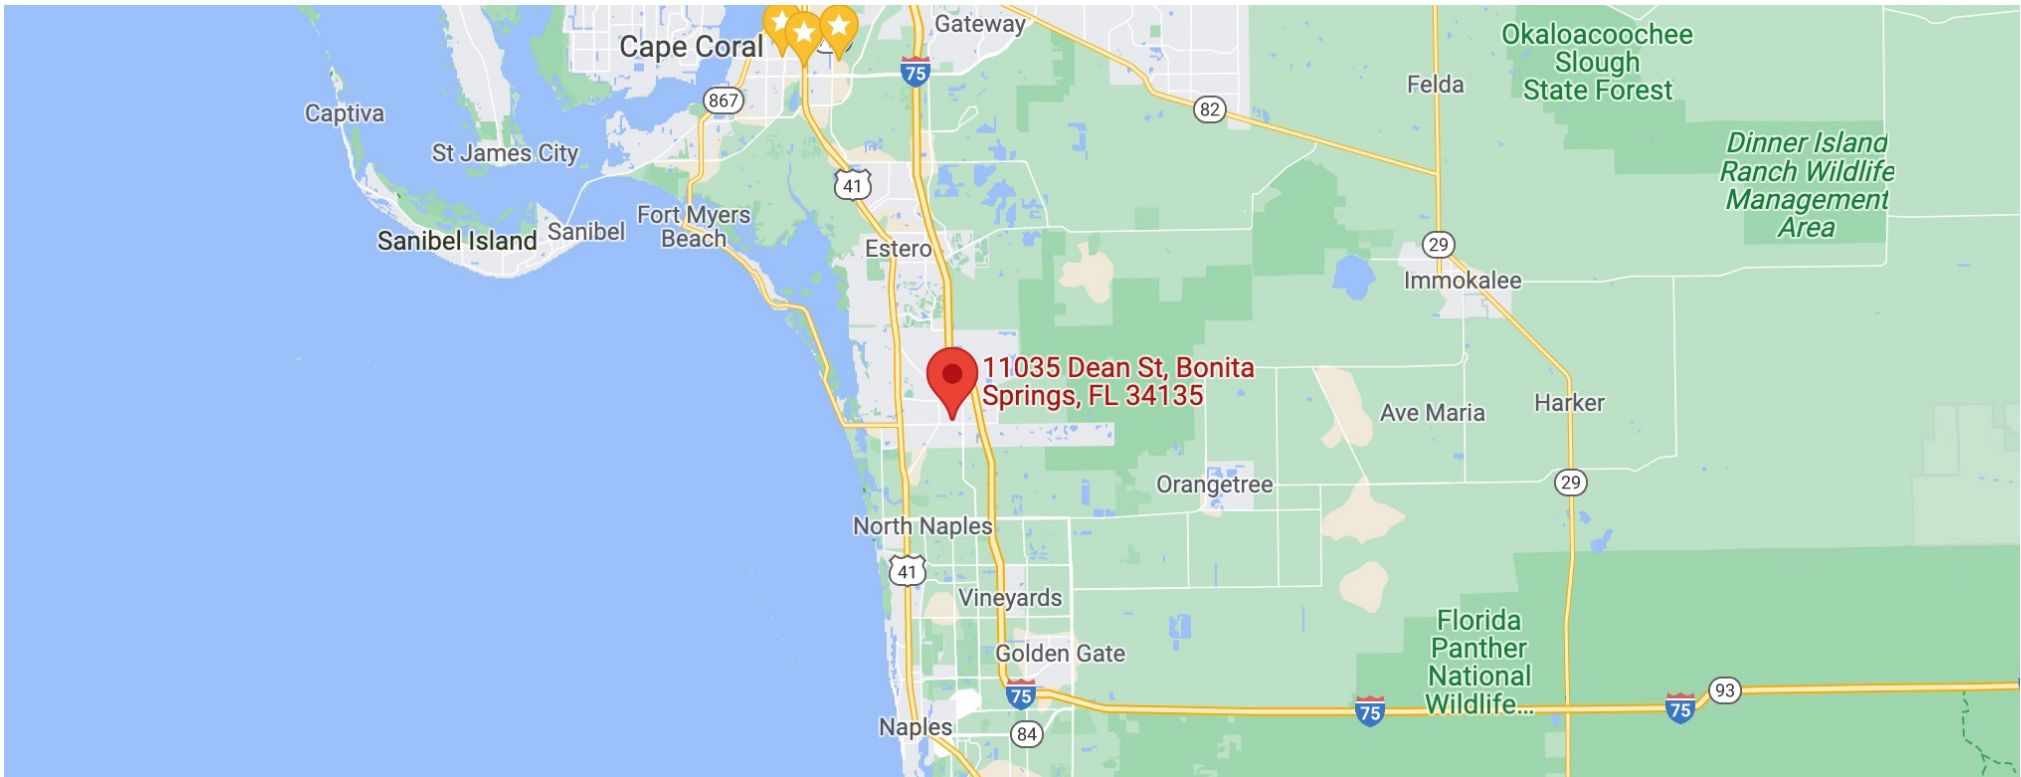 Gateway
Okaloacoochee
Slough
State Forest
Cape Coral
75
Felda
867
82
Captiva
Dinner Island
Ranch Wildlife
Management
Area
St James City
41
Fort Myers
Beach
Sanibel
Sanibel Island
Estero
29
Immokalee
11035 Dean St, Bonita
Springs, FL 34135
Ave Maria
Harker
Orangetree
29
North Naples
41
Vineyards
Florida
Panther
National
Wildlife...
Golden Gate
75
93
75
75
Naples
84